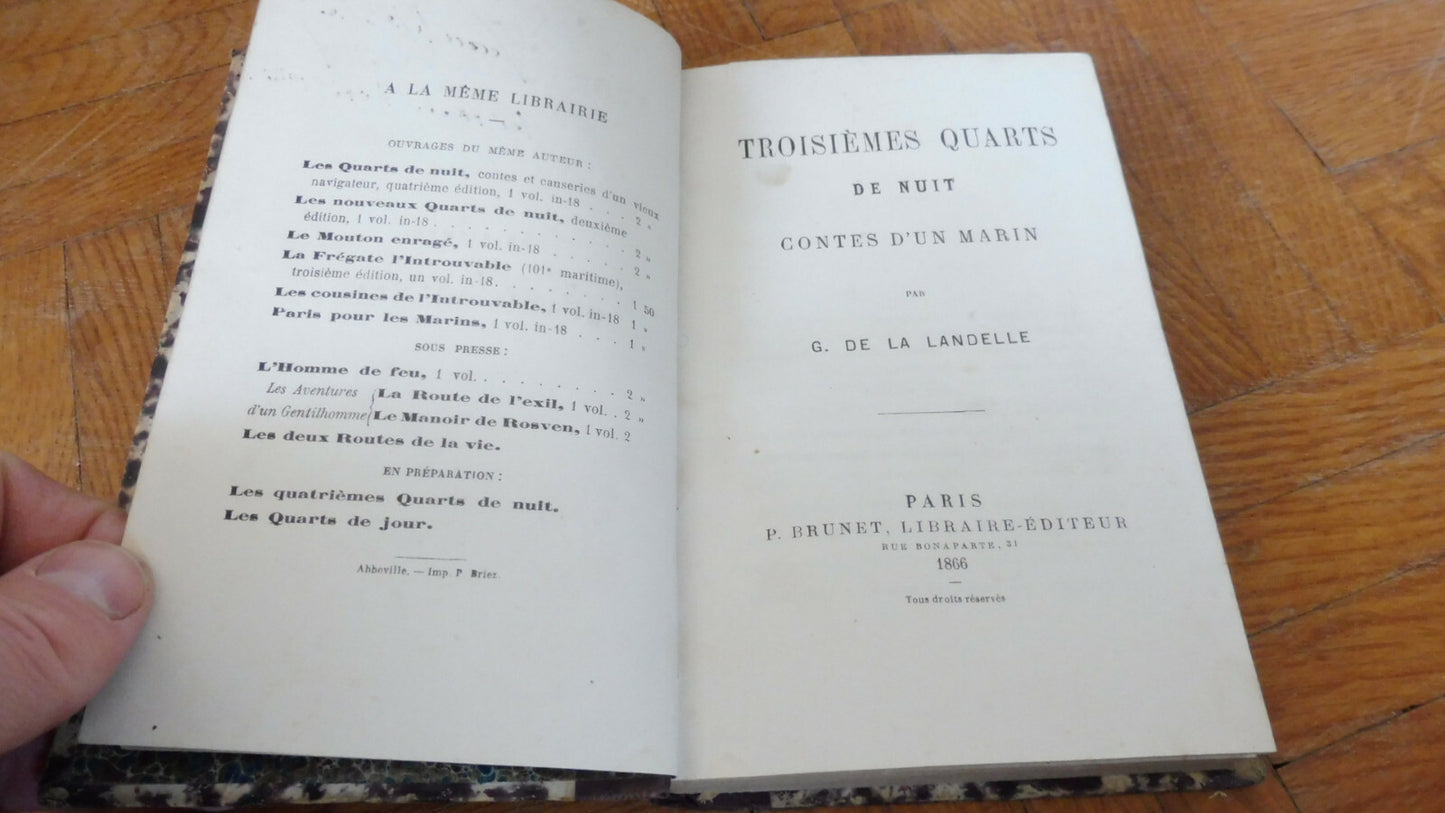 A LA MÊME LIBRAIRIE
OUVRAGES DU MÊME AUTEUR :
Les Quarts de nuit, contes et causeries d'un vieux
navigateur, quatrième édition, 1 vol. in-18 . . . 2 »
Les nouveaux Quarts de nuit, deuxième
édition, 1 vol. in-18 . . . . . . . . . . . 2 »
Le Mouton enragé, 1 vol. in-18 . . . . . 2 »
La Frégate l'Introuvable (101e maritime),
troisième édition, un vol. in-18. . . . . . . . 1 50
Les cousines de l'Introuvable, 1 vol. in-18 1 »
Paris pour les Marins, 1 vol. in-18 . . . 1 »
SOUS PRESSE :
L'Homme de feu, 1 vol. . . . . . . . . 2 »
Les Aventures { La Route de l'exil, 1 vol. . 2 »
d'un Gentilhomme { Le Manoir de Rosven, 1 vol. 2
Les deux Routes de la vie.
EN PRÉPARATION :
Les quatrièmes Quarts de nuit.
Les Quarts de jour.
Abbeville. — Imp. P Briez.
TROISIÈMES QUARTS
DE NUIT
CONTES D'UN MARIN
PAR
G. DE LA LANDELLE
PARIS
P. BRUNET, LIBRAIRE-ÉDITEUR
RUE BONAPARTE, 31
1866
Tous droits réservés